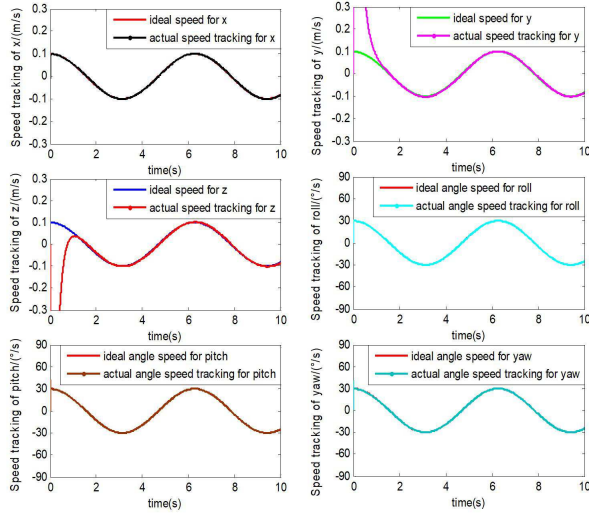 Speed tracking of x/(m/s)
0.3
0.2
0.1
0
-0.1
-0.2
-0.3
ideal speed for x
actual speed tracking for x
0 2 4 6 8 10
time(s)
Speed tracking of y/(m/s)
0.3
0.2
0.1
0
-0.1
-0.2
-0.3
ideal speed for y
actual speed tracking for y
0 2 4 6 8 10
time(s)
Speed tracking of z/(m/s)
0.3
0.2
0.1
0
-0.1
-0.2
-0.3
ideal speed for z
actual speed tracking for z
0 2 4 6 8 10
time(s)
Speed tracking of roll/(°/s)
90
60
30
0
-30
-60
-90
ideal angle speed for roll
actual angle speed tracking for roll
0 2 4 6 8 10
time(s)
Speed tracking of pitch/(°/s)
90
60
30
0
-30
-60
-90
ideal angle speed for pitch
actual angle speed tracking for pitch
0 2 4 6 8 10
time(s)
Speed tracking of yaw/(°/s)
90
60
30
0
-30
-60
-90
ideal angle speed for yaw
actual angle speed tracking for yaw
0 2 4 6 8 10
time(s)